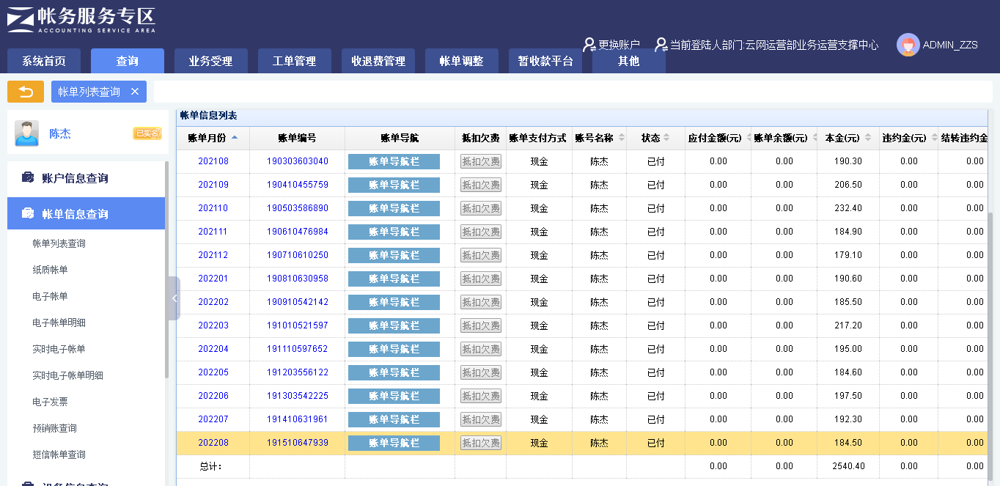 帐务服务专区
ACCOUNTING SERVICE AREA
更换账户 当前登陆人部门:云网运营部业务运营支撑中心 ADMIN_ZZS
系统首页 查询 业务受理 工单管理 收退费管理 帐单调整 暂收款平台 其他
帐单列表查询 ×
陈杰 已实名
账户信息查询
帐单信息查询
帐单列表查询
纸质帐单
电子帐单
电子帐单明细
实时电子帐单
实时电子帐单明细
电子发票
预销账查询
短信帐单查询
帐单信息列表
账单月份 账单编号 账单导航 抵扣欠费 账单支付方式 账号名称 状态 应付金额(元) 账单余额(元) 本金(元) 违约金(元) 结转违约金
202108 190303603040 账单导航栏 抵扣欠费 现金 陈杰 已付 0.00 0.00 190.30 0.00 0.00
202109 190410455759 账单导航栏 抵扣欠费 现金 陈杰 已付 0.00 0.00 206.50 0.00 0.00
202110 190503586890 账单导航栏 抵扣欠费 现金 陈杰 已付 0.00 0.00 232.40 0.00 0.00
202111 190610476984 账单导航栏 抵扣欠费 现金 陈杰 已付 0.00 0.00 184.90 0.00 0.00
202112 190710610250 账单导航栏 抵扣欠费 现金 陈杰 已付 0.00 0.00 179.10 0.00 0.00
202201 190810630958 账单导航栏 抵扣欠费 现金 陈杰 已付 0.00 0.00 190.60 0.00 0.00
202202 190910542142 账单导航栏 抵扣欠费 现金 陈杰 已付 0.00 0.00 185.50 0.00 0.00
202203 191010521597 账单导航栏 抵扣欠费 现金 陈杰 已付 0.00 0.00 217.20 0.00 0.00
202204 191110597652 账单导航栏 抵扣欠费 现金 陈杰 已付 0.00 0.00 195.00 0.00 0.00
202205 191203556122 账单导航栏 抵扣欠费 现金 陈杰 已付 0.00 0.00 184.60 0.00 0.00
202206 191303542225 账单导航栏 抵扣欠费 现金 陈杰 已付 0.00 0.00 197.50 0.00 0.00
202207 191410631961 账单导航栏 抵扣欠费 现金 陈杰 已付 0.00 0.00 192.30 0.00 0.00
202208 191510647939 账单导航栏 抵扣欠费 现金 陈杰 已付 0.00 0.00 184.50 0.00 0.00
总计: 0.00 0.00 2540.40 0.00 0.00